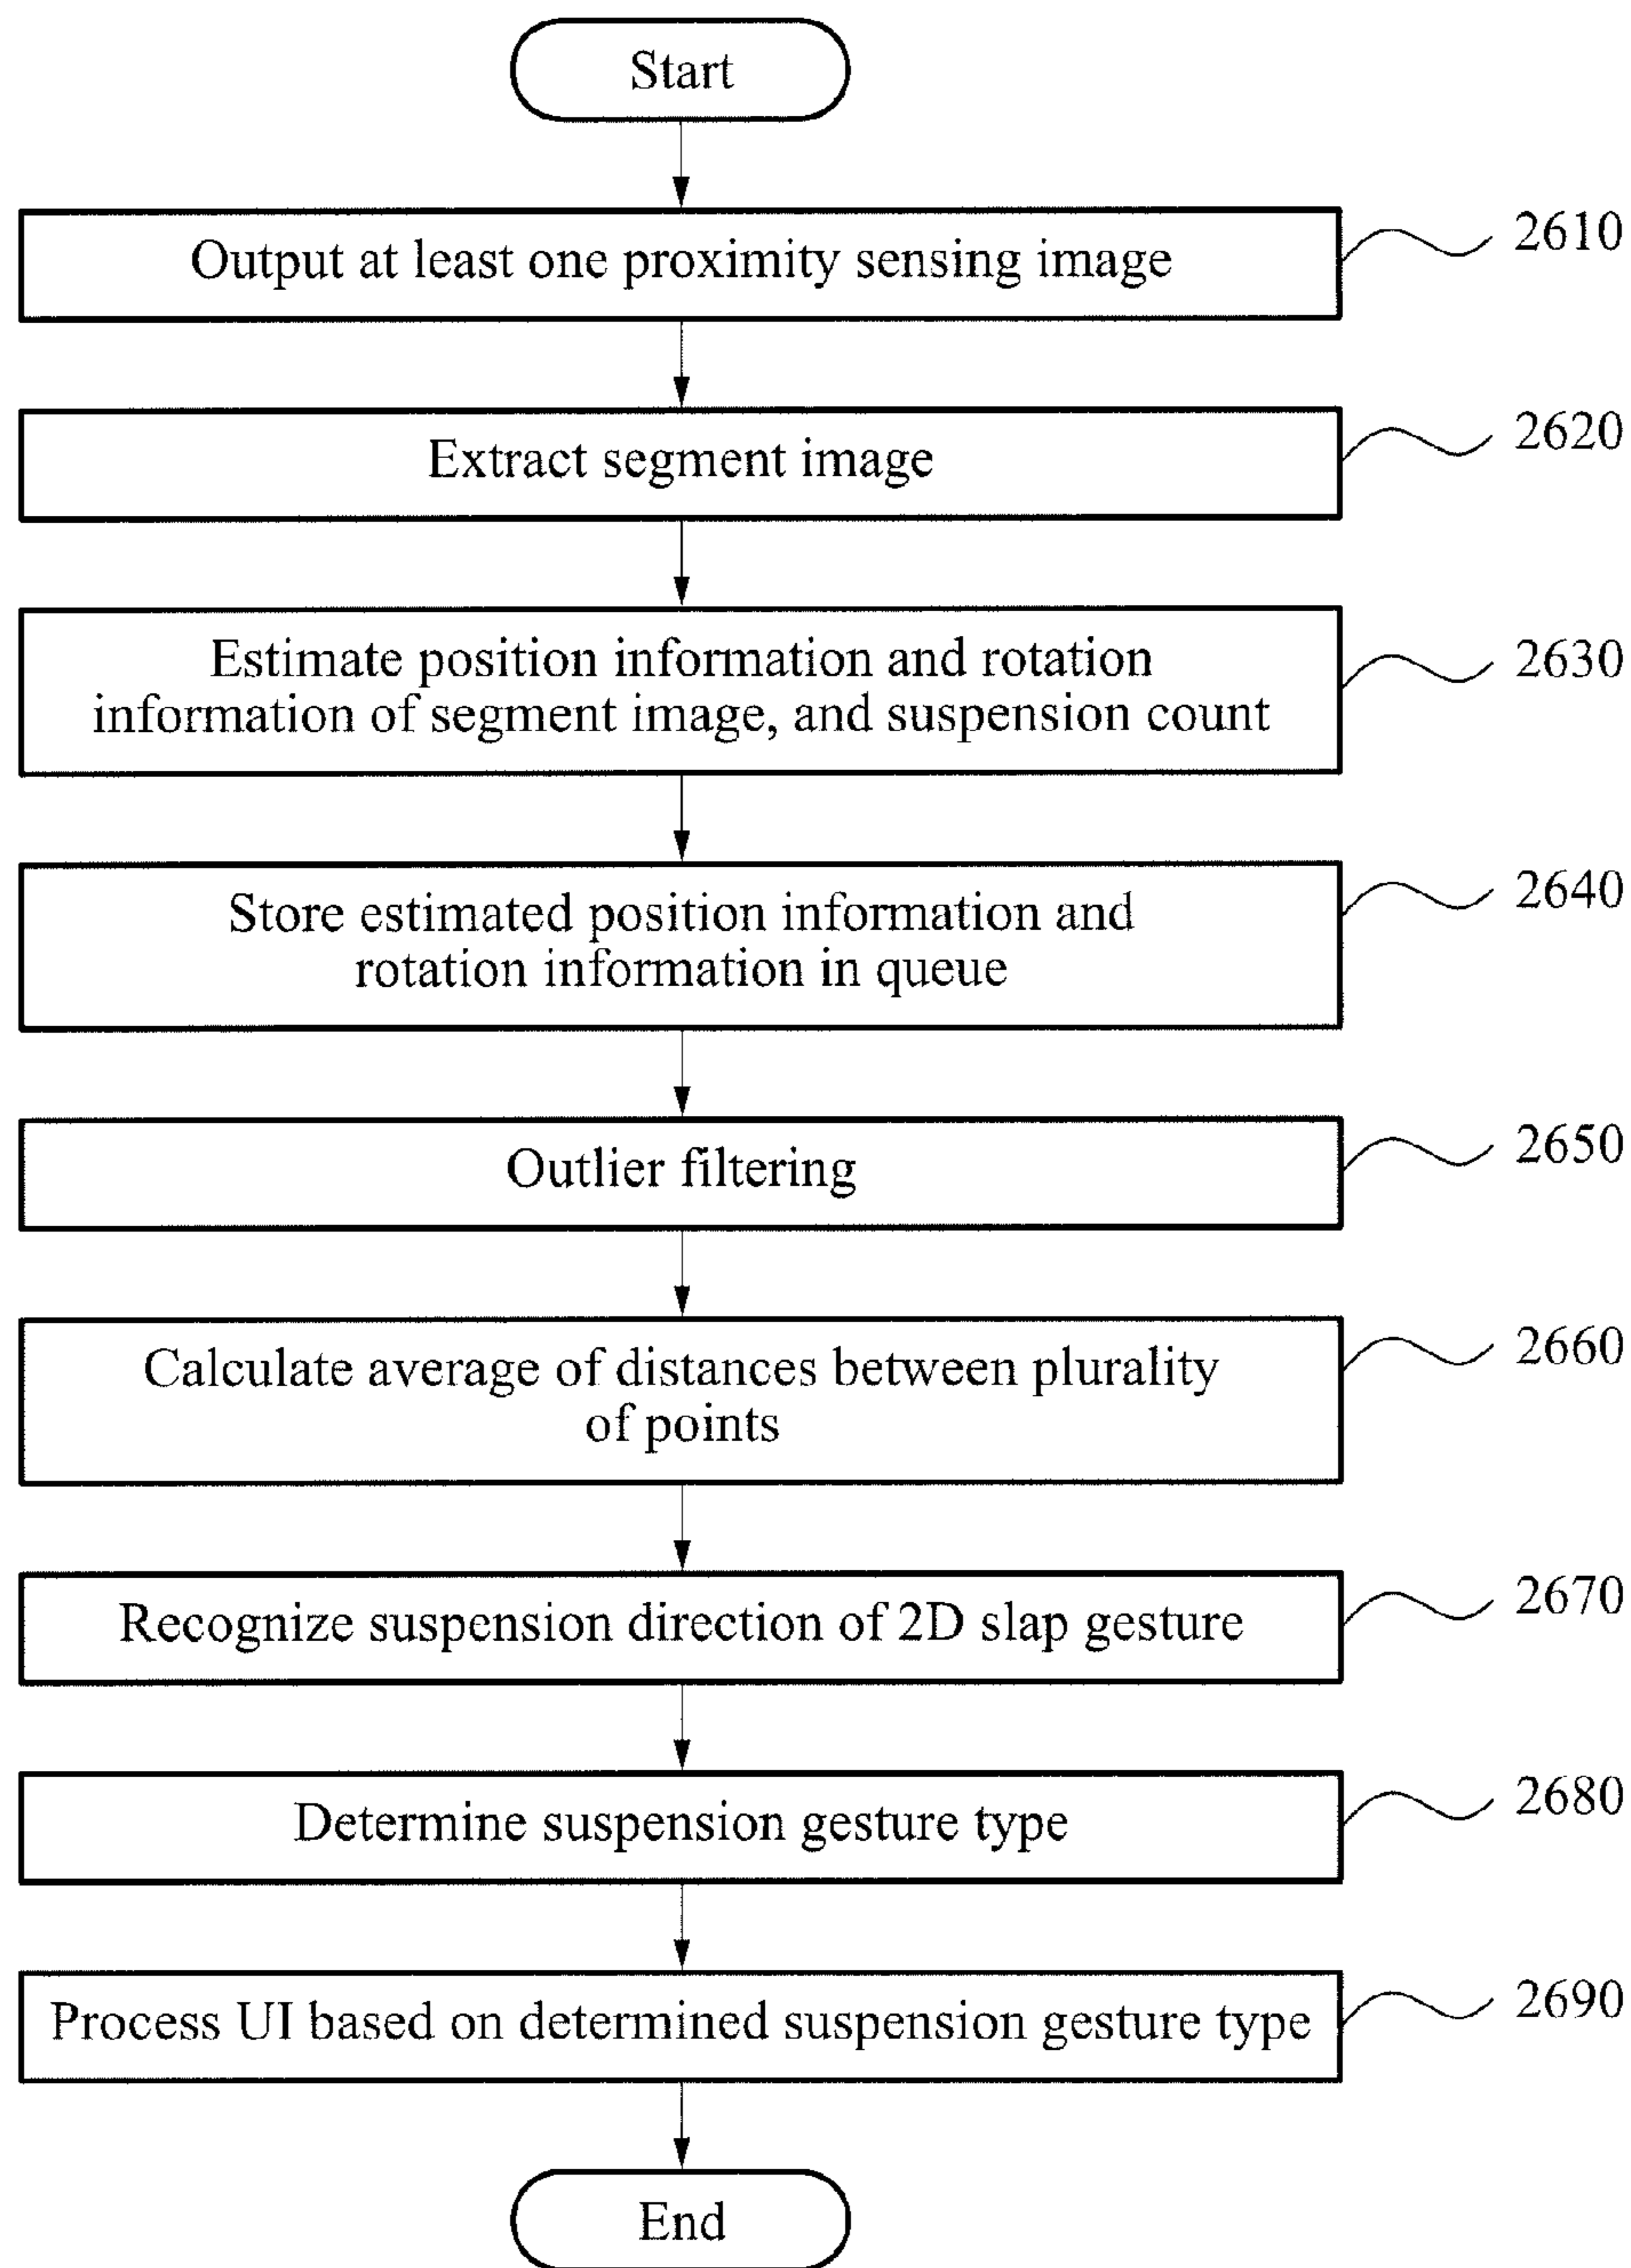 Start
Output at least one proximity sensing image
2610
Extract segment image
2620
Estimate position information and rotation
information of segment image, and suspension count
2630
Store estimated position information and
rotation information in queue
2640
Outlier filtering
2650
Calculate average of distances between plurality
of points
2660
Recognize suspension direction of 2D slap gesture
2670
Determine suspension gesture type
2680
Process UI based on determined suspension gesture type
2690
End